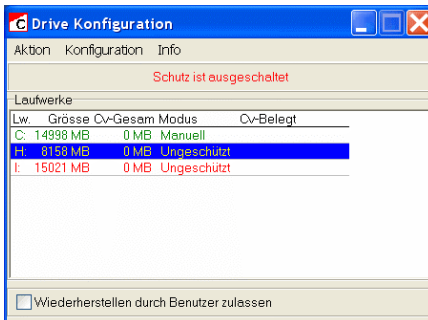 C Drive Konfiguration
Aktion Konfiguration Info
Schutz ist ausgeschaltet
Laufwerke
Lw. Grösse Cv-Gesam Modus Cv-Belegt
C: 14998 MB 0 MB Manuell
H: 8158 MB 0 MB Ungeschützt
I: 15021 MB 0 MB Ungeschützt
Wiederherstellen durch Benutzer zulassen